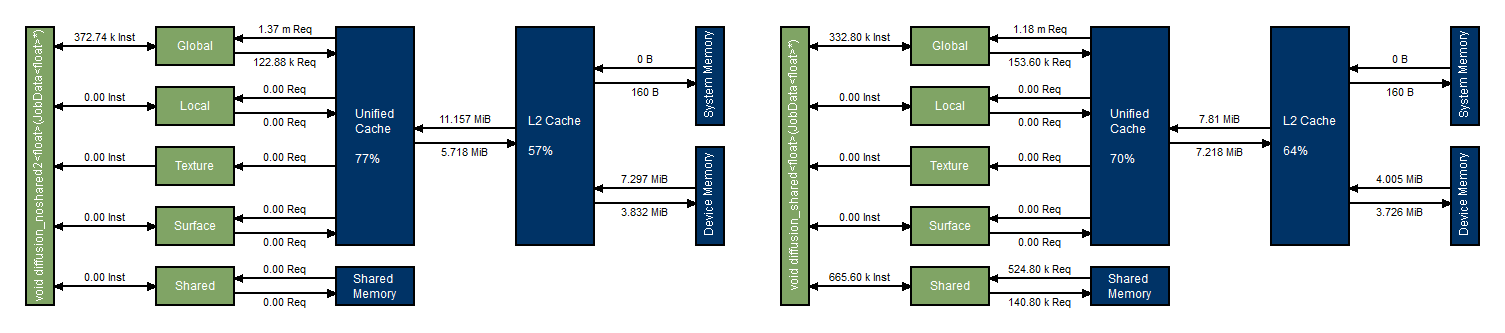 void diffusion_noshared2<float>(JobData<float>*)
372.74 k Inst
Global
1.37 m Req
122.88 k Req
0.00 Inst
Local
0.00 Req
0.00 Req
0.00 Inst
Texture
0.00 Req
0.00 Inst
Surface
0.00 Req
0.00 Req
0.00 Inst
Shared
0.00 Req
0.00 Req
Unified
Cache
77%
Shared
Memory
11.157 MiB
5.718 MiB
L2 Cache
57%
0 B
160 B
System Memory
7.297 MiB
3.832 MiB
Device Memory
void diffusion_shared<float>(JobData<float>*)
332.80 k Inst
Global
1.18 m Req
153.60 k Req
0.00 Inst
Local
0.00 Req
0.00 Req
0.00 Inst
Texture
0.00 Req
0.00 Inst
Surface
0.00 Req
0.00 Req
665.60 k Inst
Shared
524.80 k Req
140.80 k Req
Unified
Cache
70%
Shared
Memory
7.81 MiB
7.218 MiB
L2 Cache
64%
0 B
160 B
System Memory
4.005 MiB
3.726 MiB
Device Memory